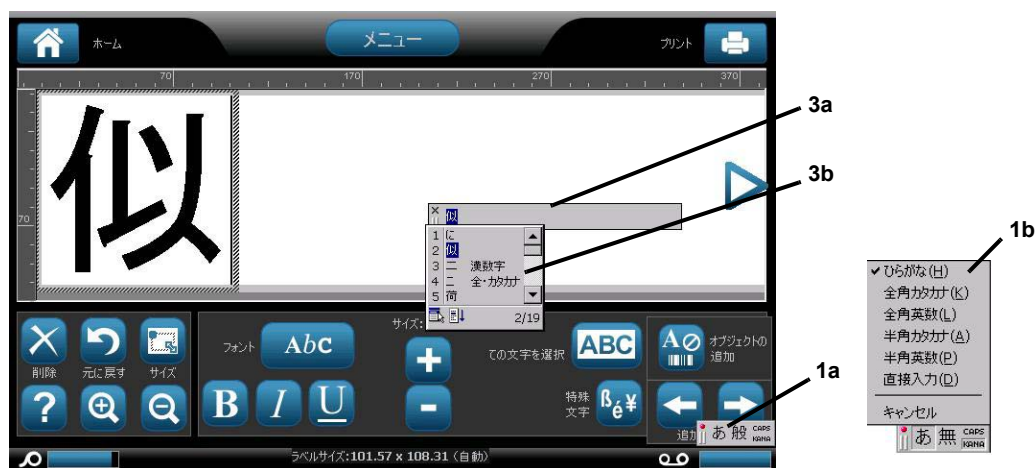 ホーム
メニュー
プリント
70 170 270 370
似
70
3a
3b
× 似
1 に
2 似
3 二 漢数字
4 ニ 全・カタカナ
5 荷
2/19
1b
✓ひらがな(H)
全角カタカナ(K)
全角英数(L)
半角カタカナ(A)
半角英数(P)
直接入力(D)
キャンセル
あ 無 CAPS
KANA
削除
元に戻す
サイズ
フォント
AbC
サイズ:
ての文字を選択
ABC
オブジェクトの
追加
B I U
特殊
文字
ßé¥
1a
追加
あ 般 CAPS
KANA
ラベルサイズ:101.57 x 108.31 (自動)